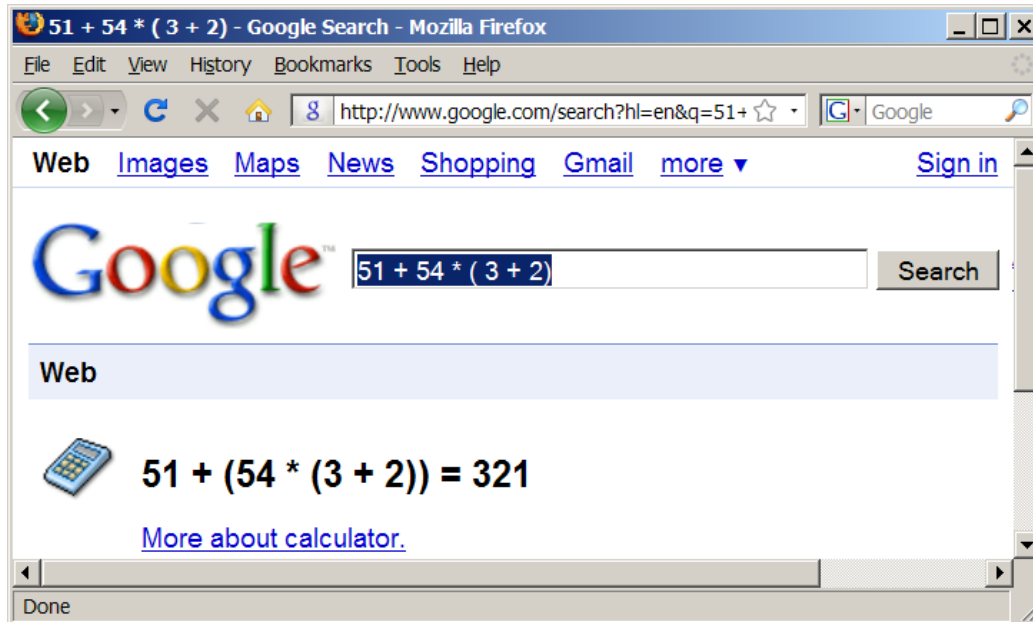 51 + 54 * ( 3 + 2) - Google Search - Mozilla Firefox
File Edit View History Bookmarks Tools Help
8 http://www.google.com/search?hl=en&q=51+ G Google
Web Images Maps News Shopping Gmail more ▼ Sign in
Google™ 51 + 54 * ( 3 + 2) Search
Web
51 + (54 * (3 + 2)) = 321
More about calculator.
Done